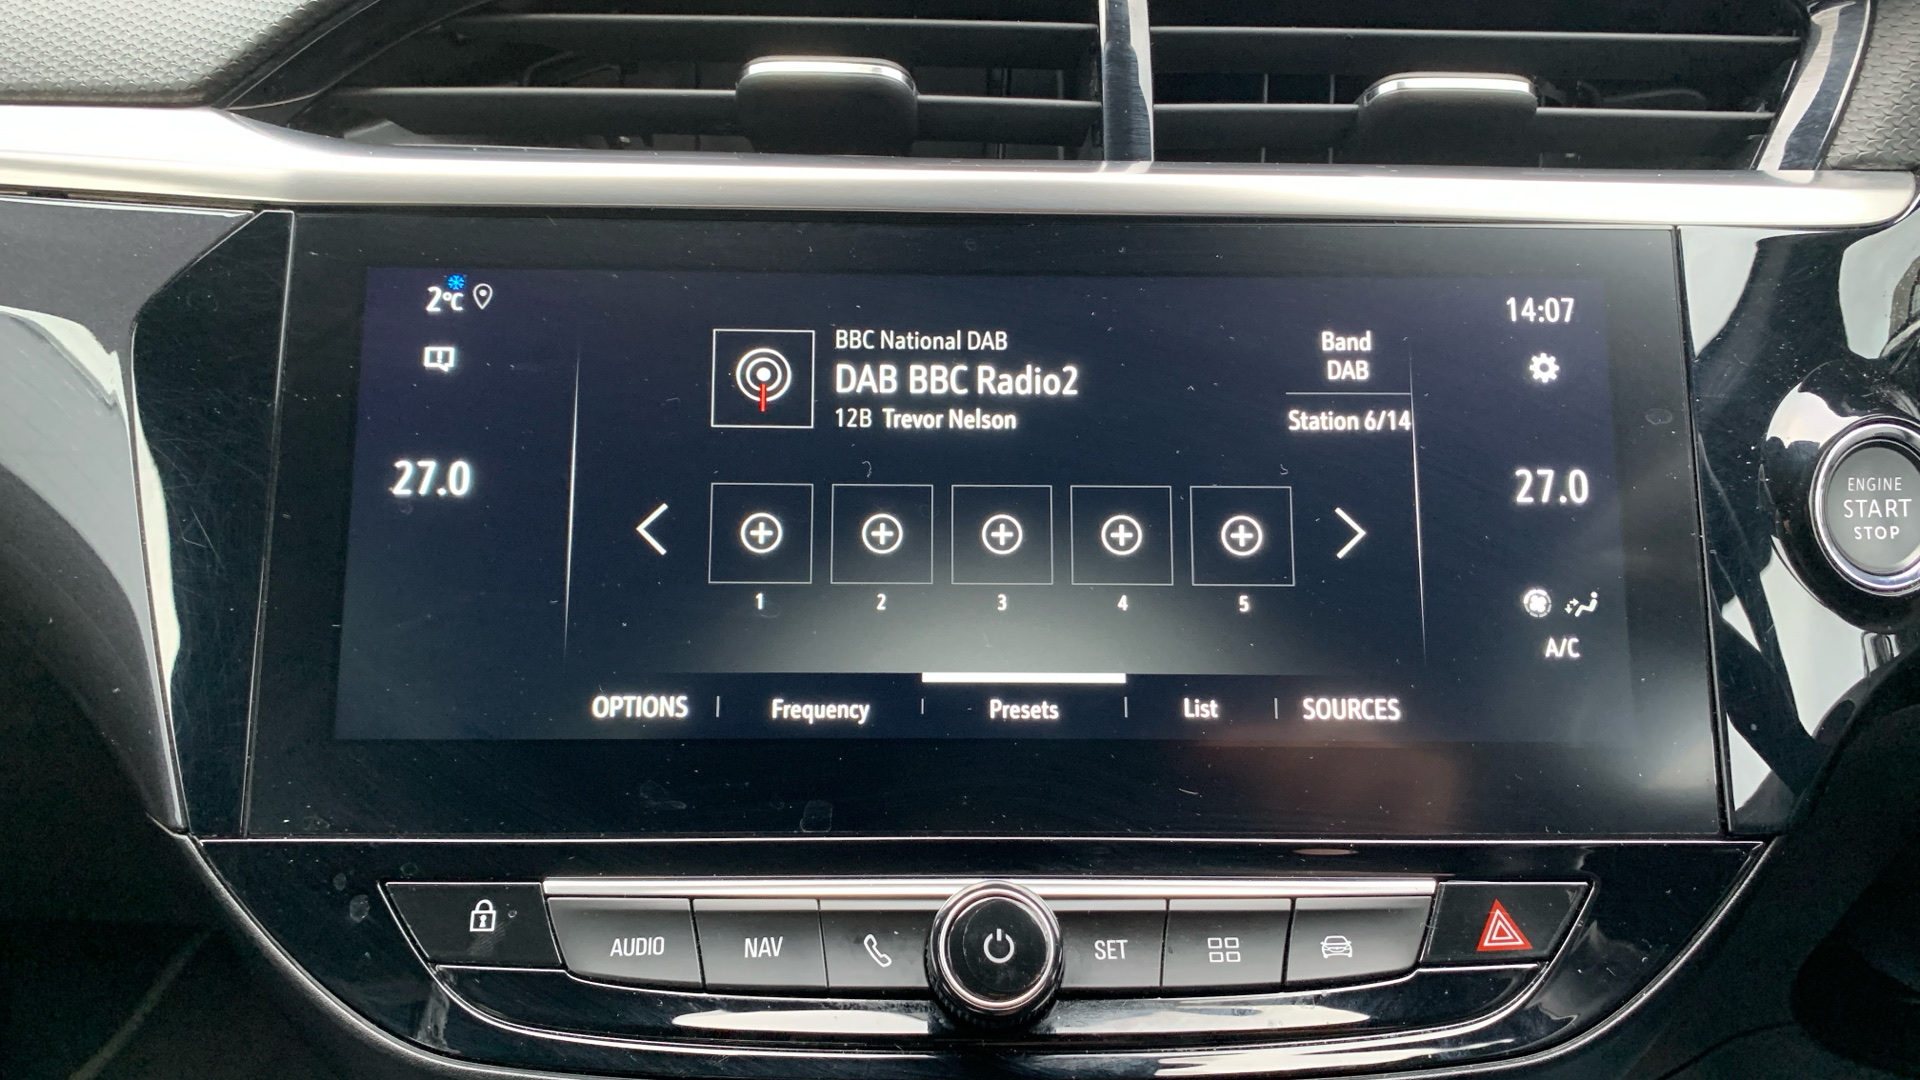 2°C
14:07
BBC National DAB
DAB BBC Radio2
12B Trevor Nelson
Band
DAB
Station 6/14
27.0
27.0
1 2 3 4 5
A/C
OPTIONS Frequency Presets List SOURCES
ENGINE
START
STOP
AUDIO NAV SET